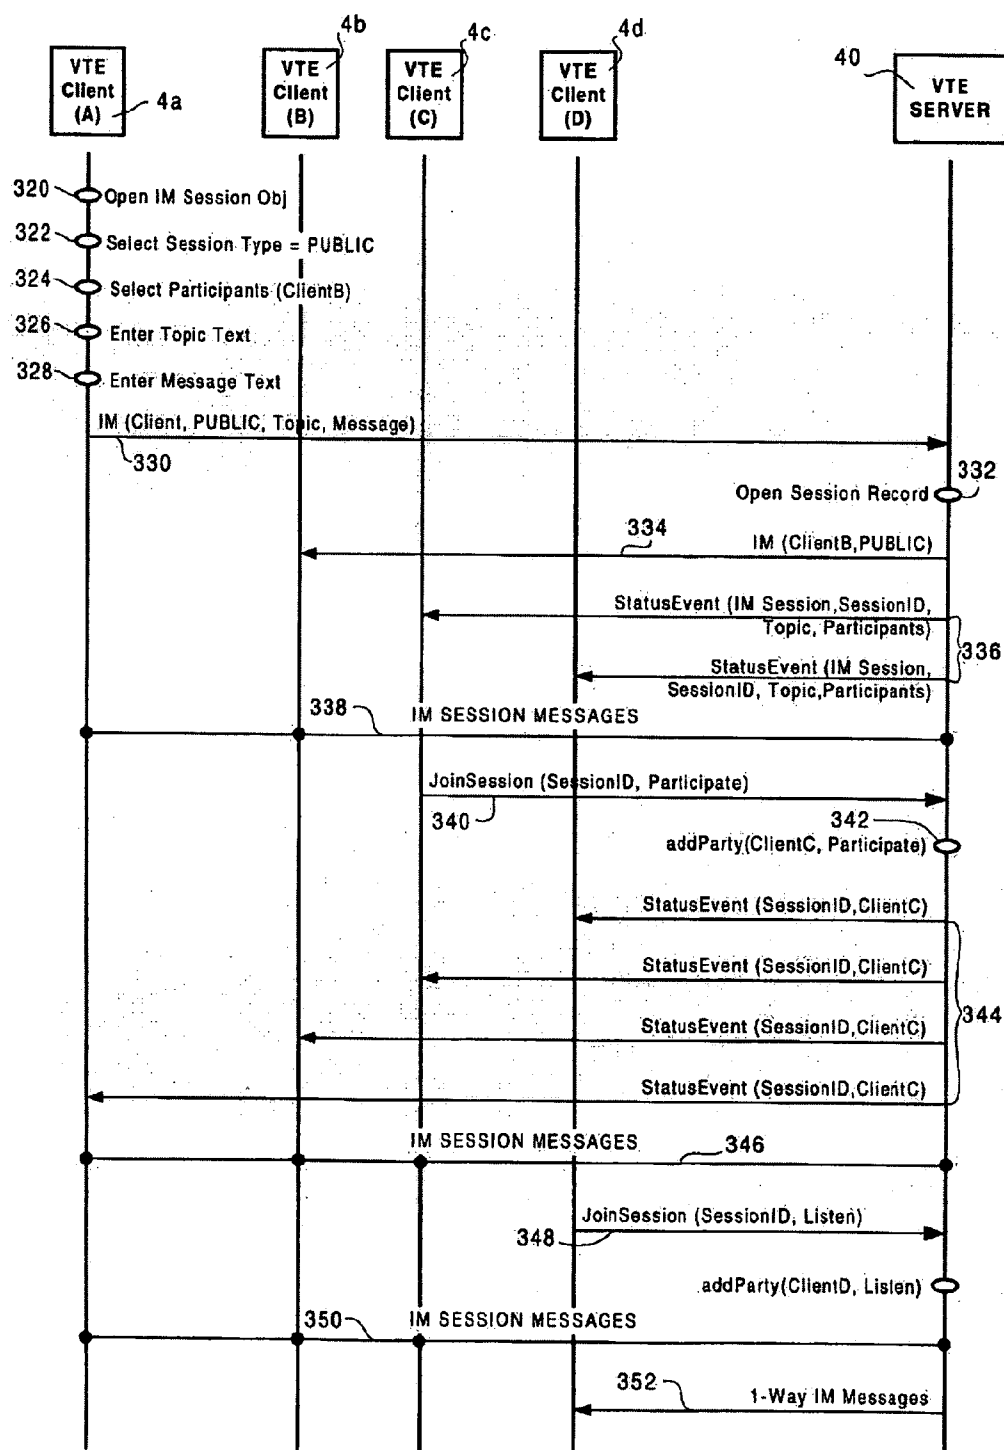 4b
4c
4d
VTE
Client
(A)
4a
VTE
Client
(B)
VTE
Client
(C)
VTE
Client
(D)
40
VTE
SERVER
320
Open IM Session Obj
322
Select Session Type = PUBLIC
324
Select Participants (ClientB)
326
Enter Topic Text
328
Enter Message Text
IM (Client, PUBLIC, Topic, Message)
330
332
Open Session Record
334
IM (ClientB,PUBLIC)
StatusEvent (IM Session,SessionID,
Topic, Participants)
336
StatusEvent (IM Session,
SessionID, Topic,Participants)
338
IM SESSION MESSAGES
JoinSession (SessionID, Participate)
340
342
addParty(ClientC, Participate)
StatusEvent (SessionID,ClientC)
StatusEvent (SessionID,ClientC)
344
StatusEvent (SessionID,ClientC)
StatusEvent (SessionID,ClientC)
IM SESSION MESSAGES
346
JoinSession (SessionID, Listen)
348
addParty(ClientD, Listen)
350
IM SESSION MESSAGES
352
1-Way IM Messages